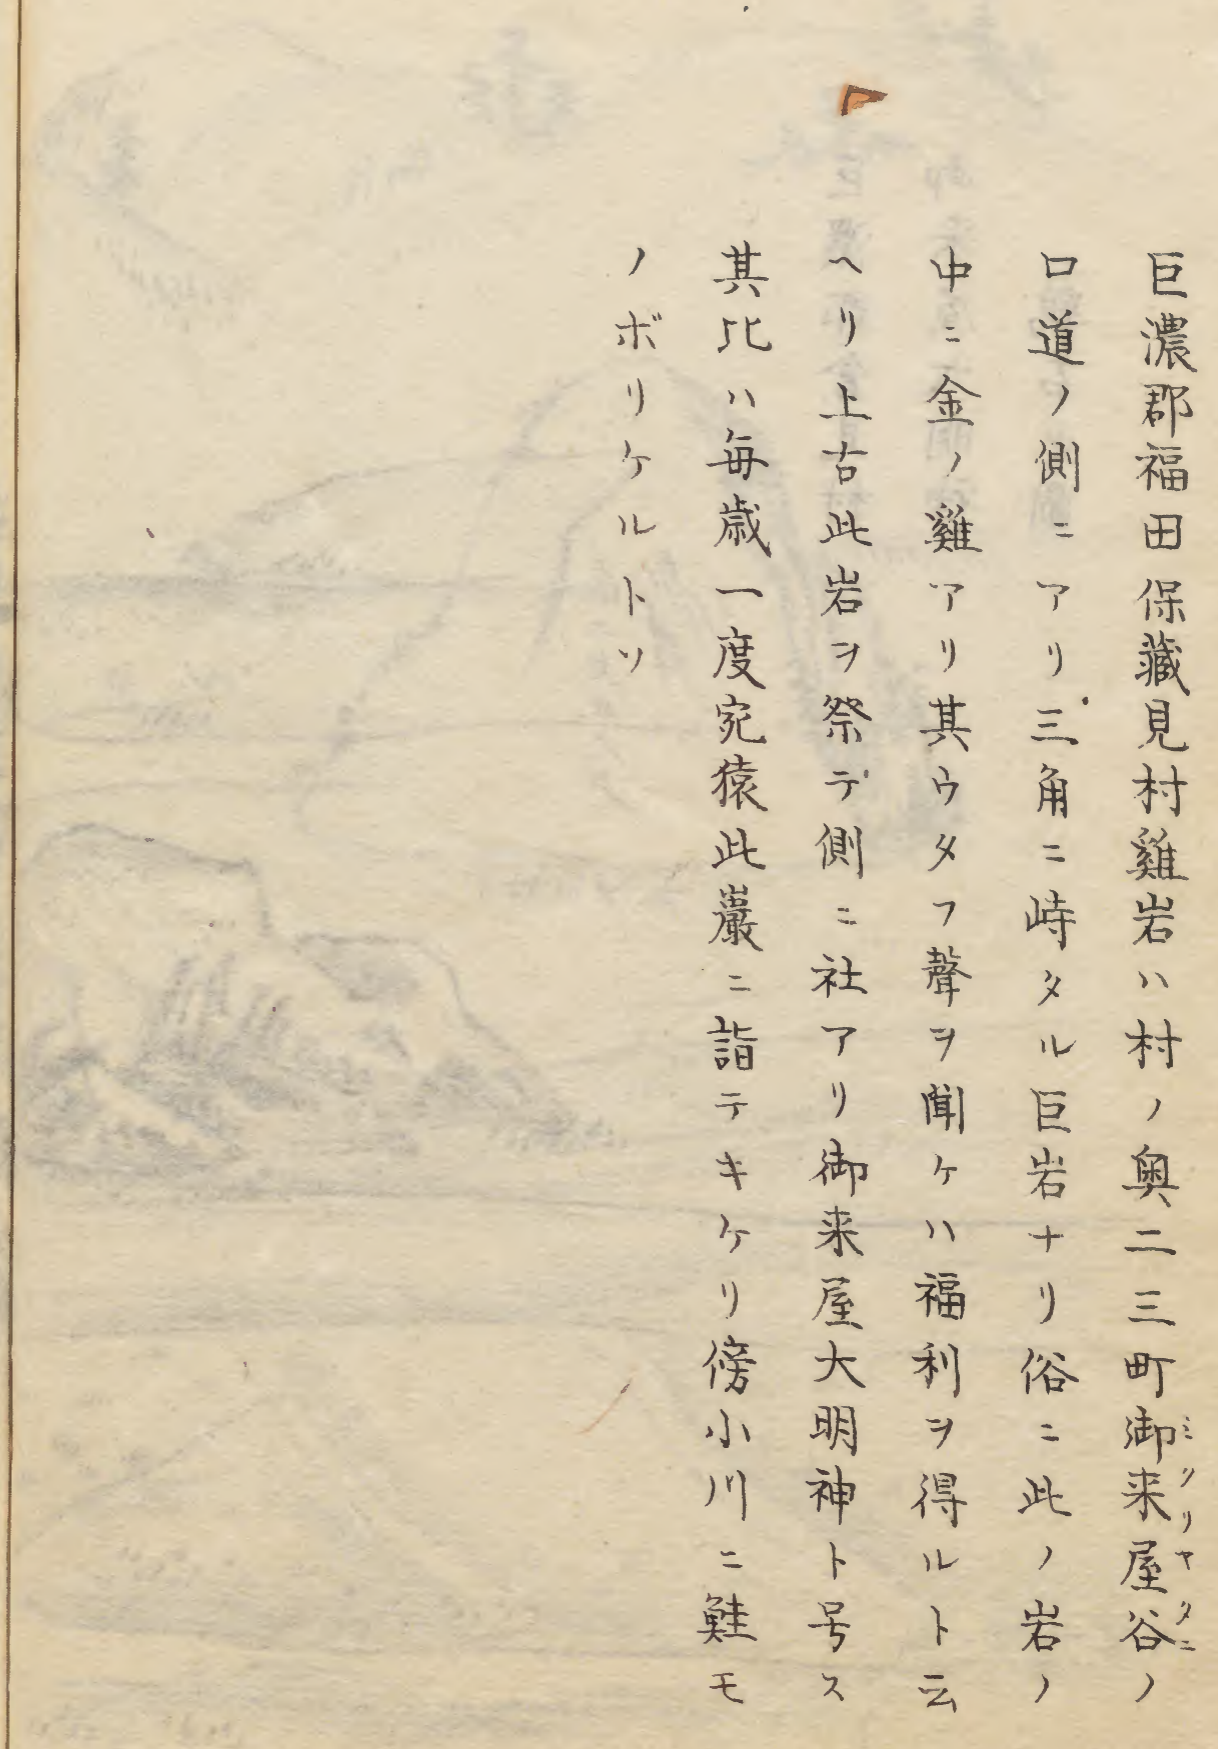 巨濃郡福田保藏見村雞岩ハ村ノ奥二三町御来屋谷ノ
ミクリヤタニ
口道ノ側ニアリ三角ニ峙タル巨岩ナリ俗ニ此ノ岩ノ
中ニ金ノ雞アリ其ウタフ聲ヲ聞ケハ福利ヲ得ルト云
ヘリ上古此岩ヲ祭テ側ニ社アリ御来屋大明神ト号ス
其比ハ毎歳一度宛猿此巖ニ詣テキケリ傍小川ニ鮭モ
ノボリケルトソ